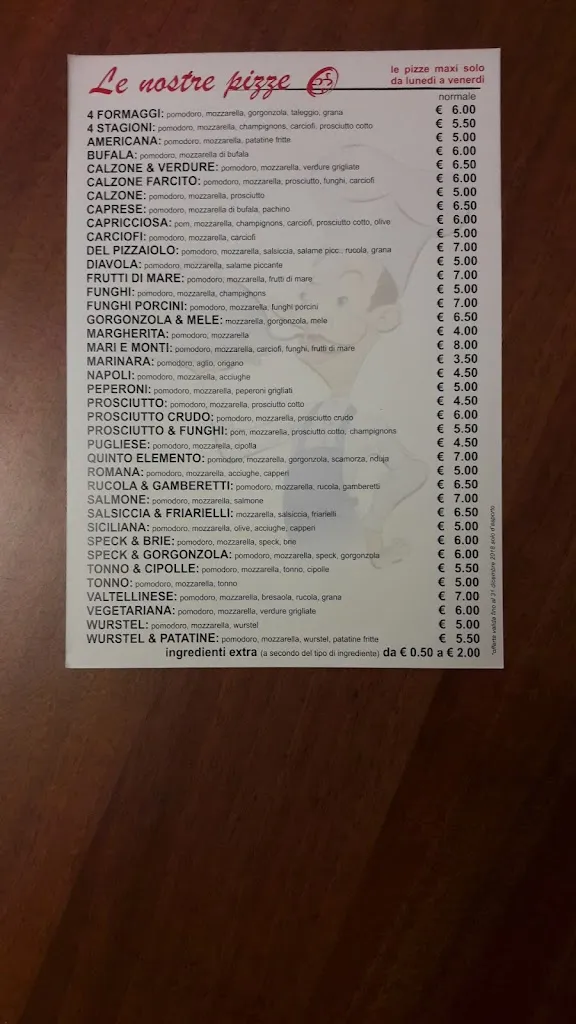 Le nostre pizze
le pizze maxi solo
da lunedi a venerdi
normale
4 FORMAGGI: pomodoro, mozzarella, gorgonzola, taleggio, grana € 6.00
4 STAGIONI: pomodoro, mozzarella, champignons, carciofi, prosciutto cotto € 5.50
AMERICANA: pomodoro, mozzarella, patatine fritte € 5.00
BUFALA: pomodoro, mozzarella di bufala € 6.00
CALZONE & VERDURE: pomodoro, mozzarella, verdure grigliate € 6.50
CALZONE FARCITO: pomodoro, mozzarella, prosciutto, funghi, carciofi € 6.00
CALZONE: pomodoro, mozzarella, prosciutto € 5.00
CAPRESE: pomodoro, mozzarella di bufala, pachino € 6.50
CAPRICCIOSA: pom, mozzarella, champignons, carciofi, prosciutto cotto, olive € 6.00
CARCIOFI: pomodoro, mozzarella, carciofi € 5.00
DEL PIZZAIOLO: pomodoro, mozzarella, salsiccia, salame picc., rucola, grana € 7.00
DIAVOLA: pomodoro, mozzarella, salame piccante € 5.00
FRUTTI DI MARE: pomodoro, mozzarella, frutti di mare € 7.00
FUNGHI: pomodoro, mozzarella, champignons € 5.00
FUNGHI PORCINI: pomodoro, mozzarella, funghi porcini € 7.00
GORGONZOLA & MELE: mozzarella, gorgonzola, mele € 6.50
MARGHERITA: pomodoro, mozzarella € 4.00
MARI E MONTI: pomodoro, mozzarella, carciofi, funghi, frutti di mare € 8.00
MARINARA: pomodoro, aglio, origano € 3.50
NAPOLI: pomodoro, mozzarella, acciughe € 4.50
PEPERONI: pomodoro, mozzarella, peperoni grigliati € 5.00
PROSCIUTTO: pomodoro, mozzarella, prosciutto cotto € 4.50
PROSCIUTTO CRUDO: pomodoro, mozzarella, prosciutto crudo € 6.00
PROSCIUTTO & FUNGHI: pom, mozzarella, prosciutto cotto, champignons € 5.50
PUGLIESE: pomodoro, mozzarella, cipolla € 4.50
QUINTO ELEMENTO: pomodoro, mozzarella, gorgonzola, scamorza, nduja € 7.00
ROMANA: pomodoro, mozzarella, acciughe, capperi € 5.00
RUCOLA & GAMBERETTI: pomodoro, mozzarella, rucola, gamberetti € 6.50
SALMONE: pomodoro, mozzarella, salmone € 7.00
SALSICCIA & FRIARIELLI: mozzarella, salsiccia, friarielli € 6.50
SICILIANA: pomodoro, mozzarella, olive, acciughe, capperi € 5.00
SPECK & BRIE: pomodoro, mozzarella, speck, brie € 6.00
SPECK & GORGONZOLA: pomodoro, mozzarella, speck, gorgonzola € 6.00
TONNO & CIPOLLE: pomodoro, mozzarella, tonno, cipolle € 5.50
TONNO: pomodoro, mozzarella, tonno € 5.00
VALTELLINESE: pomodoro, mozzarella, bresaola, rucola, grana € 7.00
VEGETARIANA: pomodoro, mozzarella, verdure grigliate € 6.00
WURSTEL: pomodoro, mozzarella, wurstel € 5.00
WURSTEL & PATATINE: pomodoro, mozzarella, wurstel, patatine fritte € 5.50
ingredienti extra (a secondo del tipo di ingrediente) da € 0.50 a € 2.00
*offerta valida fino al 31 dicembre 2016 solo d'asporto